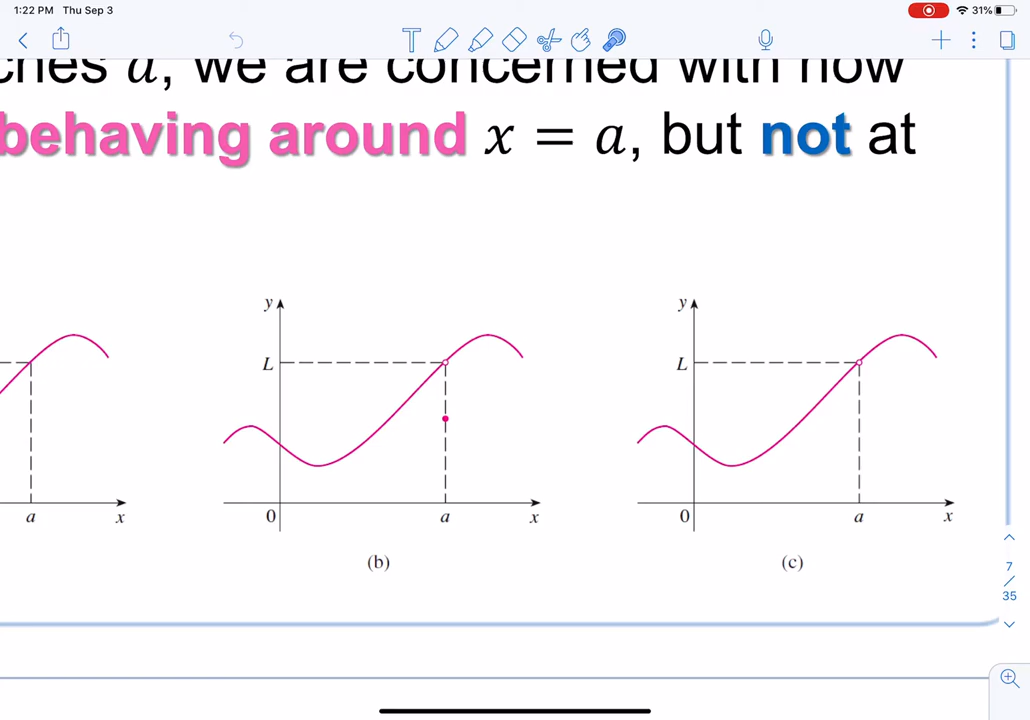 1:22 PM Thu Sep 3
31%
T
ches a, we are concerned with how
behaving around x = a, but not at
y
y
L
L
a
x
0
a
x
0
a
x
(b)
(c)
7
/
35